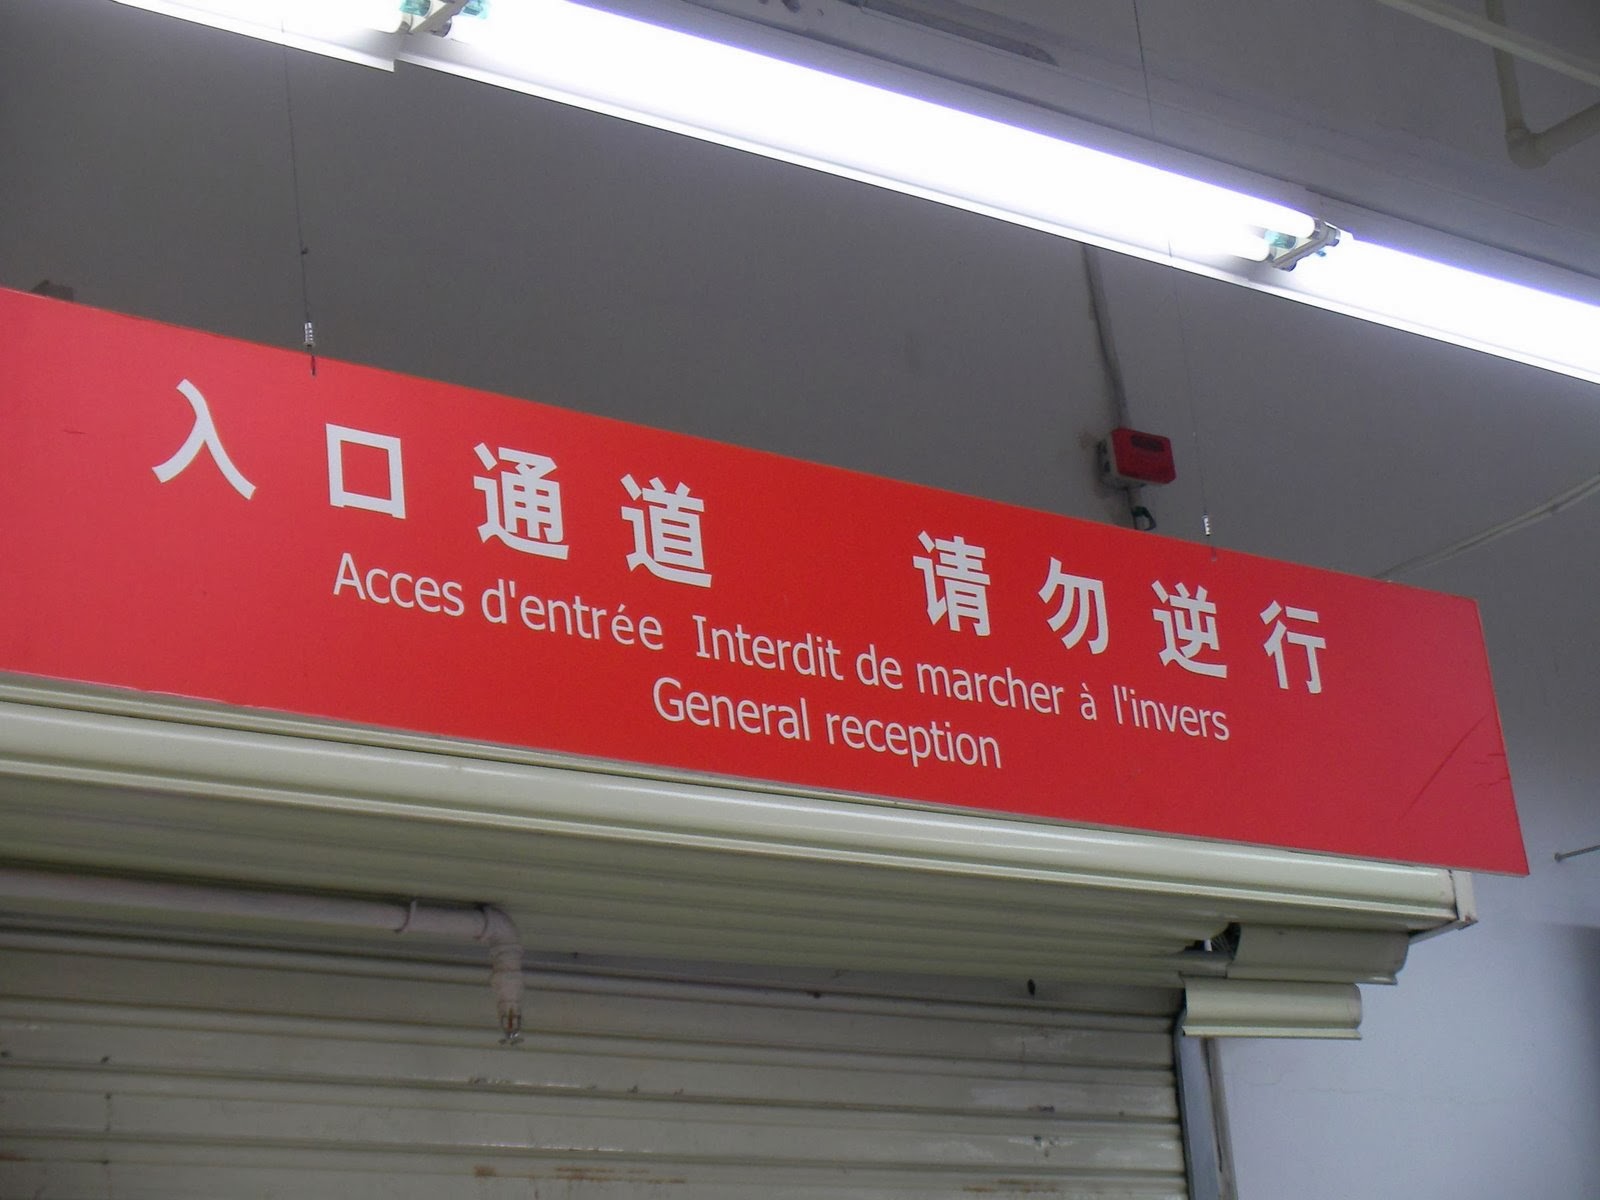 入口通道 请勿逆行
Acces d'entrée Interdit de marcher à l'invers
General reception